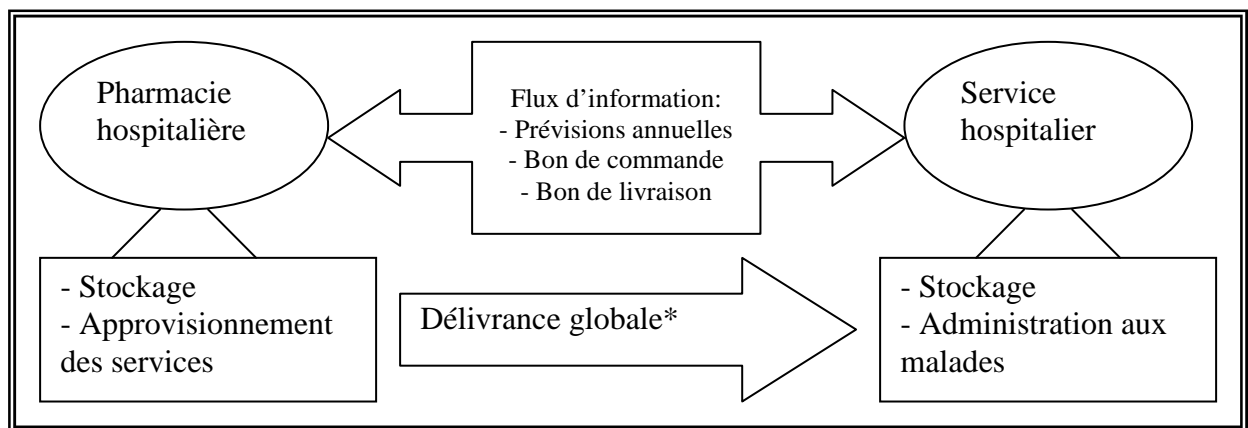 Pharmacie
hospitalière
Flux d’information:
- Prévisions annuelles
- Bon de commande
- Bon de livraison
Service
hospitalier
- Stockage
- Approvisionnement
des services
Délivrance globale*
- Stockage
- Administration aux
malades